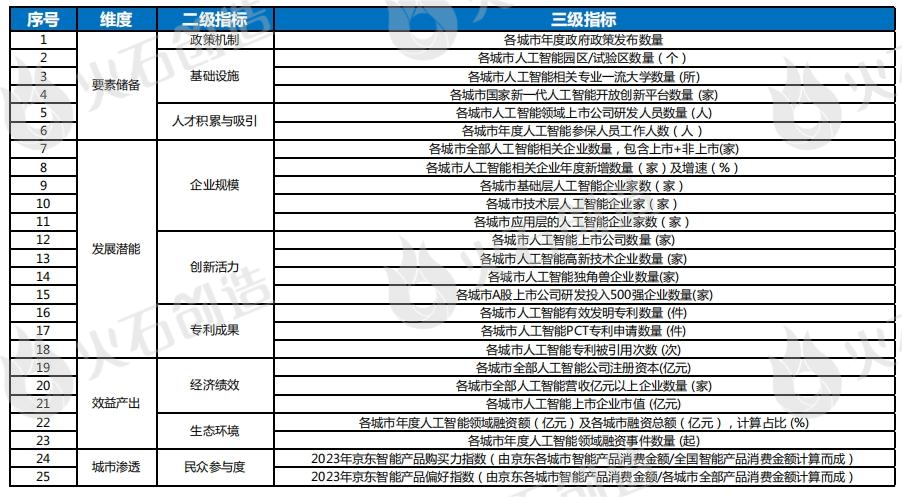 序号 维度 二级指标 三级指标
1 要素储备 政策机制 各城市年度政府政策发布数量
2 基础设施 各城市人工智能园区/试验区数量（个）
3 各城市人工智能相关专业一流大学数量 (所)
4 各城市国家新一代人工智能开放创新平台数量 (家)
5 人才积累与吸引 各城市人工智能领域上市公司研发人员数量 (人)
6 各城市年度人工智能参保人员工作人数（人）
7 发展潜能 企业规模 各城市全部人工智能相关企业数量，包含上市+非上市(家)
8 各城市人工智能相关企业年度新增数量（家）及增速（%）
9 各城市基础层人工智能企业家数（家）
10 各城市技术层人工智能企业家（家）
11 各城市应用层的人工智能企业家数（家）
12 创新活力 各城市人工智能上市公司数量 (家)
13 各城市人工智能高新技术企业数量 (家)
14 各城市人工智能独角兽企业数量(家)
15 各城市A股上市公司研发投入500强企业数量(家)
16 专利成果 各城市人工智能有效发明专利数量 (件)
17 各城市人工智能PCT专利申请数量 (件)
18 各城市人工智能专利被引用次数 (次)
19 效益产出 经济绩效 各城市全部人工智能公司注册资本(亿元)
20 各城市全部人工智能营收亿元以上企业数量 (家)
21 各城市人工智能上市企业市值 (亿元)
22 生态环境 各城市年度人工智能领域融资额（亿元）及各城市融资总额（亿元），计算占比 (%)
23 各城市年度人工智能领域融资事件数量 (起)
24 城市渗透 民众参与度 2023年京东智能产品购买力指数（由京东各城市智能产品消费金额/全国智能产品消费金额计算而成）
25 2023年京东智能产品偏好指数（由京东各城市智能产品消费金额/各城市全部产品消费金额计算而成）
火石创造